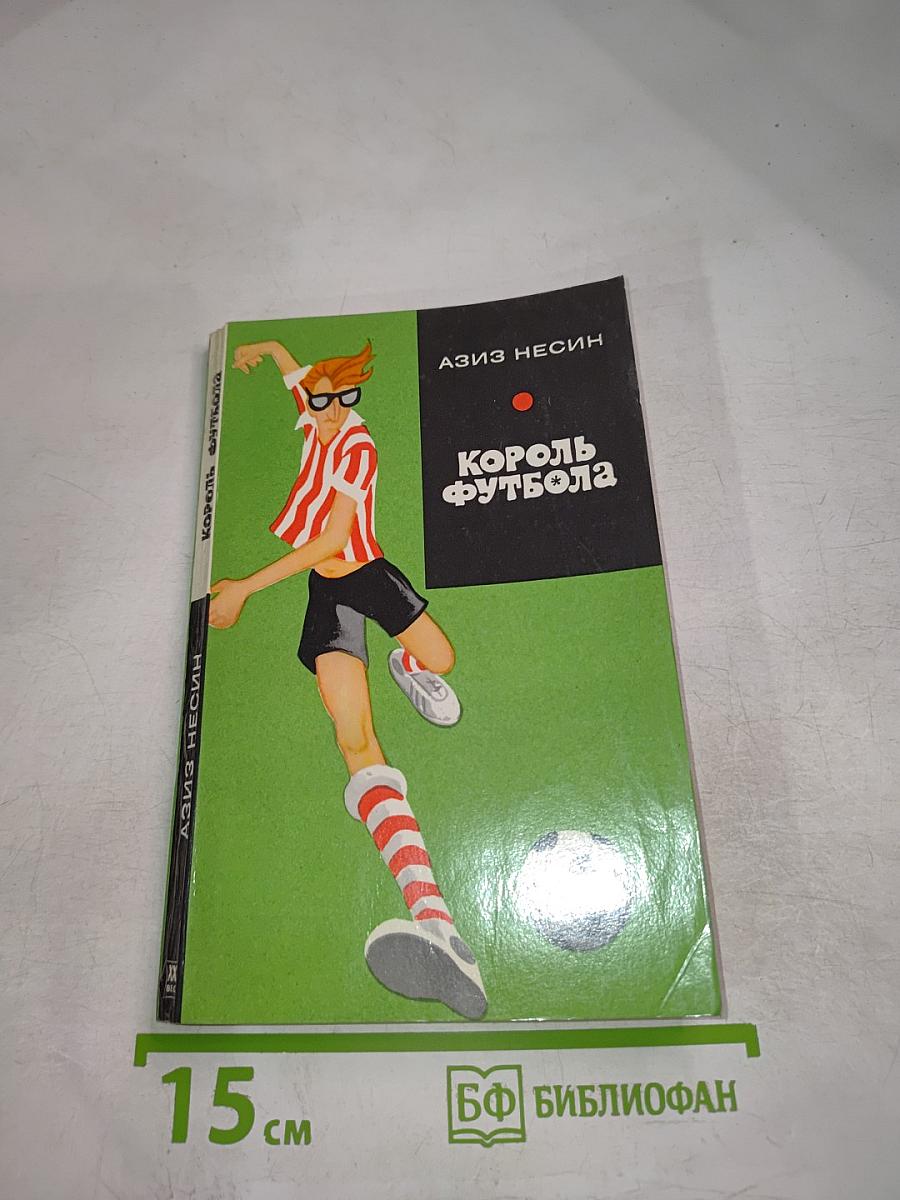 АЗИЗ НЕСИН
КОРОЛЬ
ФУТБОЛА
КОРОЛЬ ФУТБОЛА
АЗИЗ НЕСИН
15 см
БФ БИБЛИОФАН